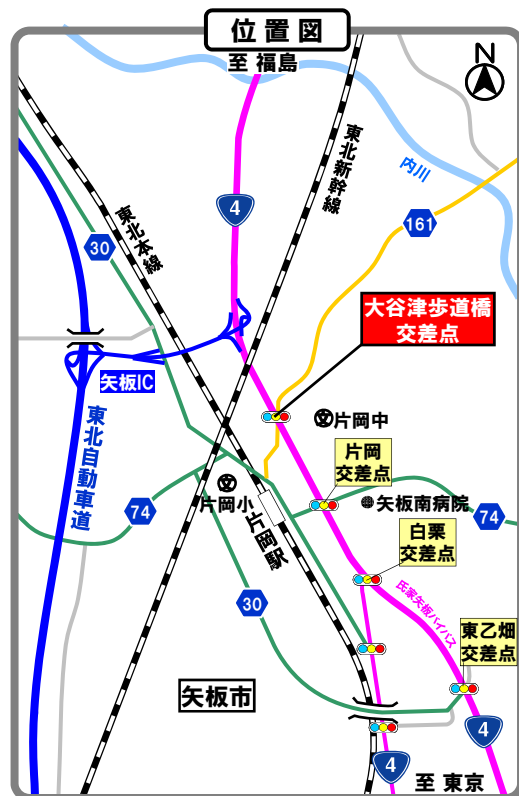 位置図
至 福島
N
東北新幹線
内川
4
161
東北本線
30
大谷津歩道橋
交差点
矢板IC
片岡中
東北自動車道
片岡
交差点
文
文
片岡小
矢板南病院
74
74
片岡駅
白栗
交差点
氏家矢板バイパス
30
東乙畑
交差点
矢板市
4
4
至 東京